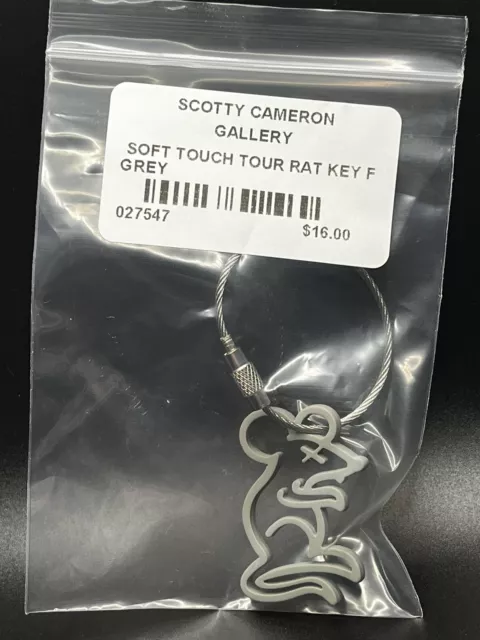 SCOTTY CAMERON
GALLERY
SOFT TOUCH TOUR RAT KEY F
GREY
027547
$16.00